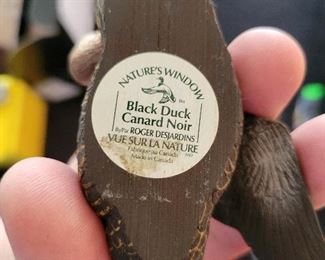 NATURE'S WINDOW
TM
Black Duck
Canard Noir
By/Par ROGER DESJARDINS
VUE SUR LA NATURE
Fabriqué au Canada
Made in Canada